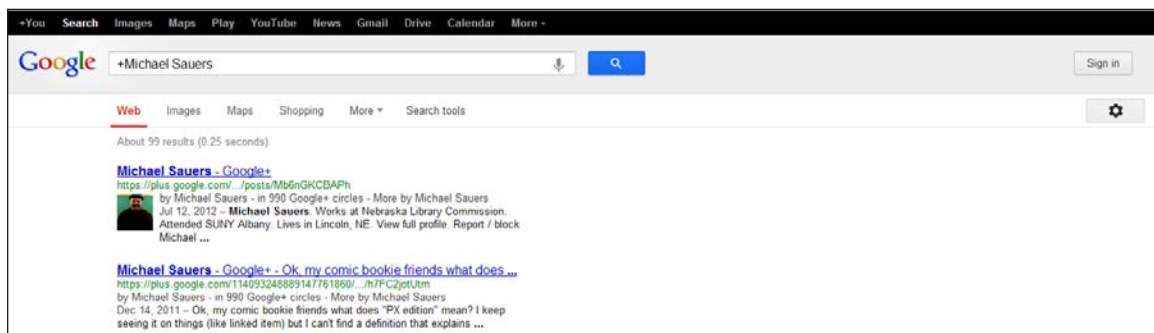 +You Search Images Maps Play YouTube News Gmail Drive Calendar More
Google +Michael Sauers Sign in
Web Images Maps Shopping More Search tools
About 99 results (0.25 seconds)
Michael Sauers - Google+
https://plus.google.com/.../posts/Mb6nGKCBAPh
by Michael Sauers - in 990 Google+ circles - More by Michael Sauers
Jul 12, 2012 – Michael Sauers. Works at Nebraska Library Commission.
Attended SUNY Albany. Lives in Lincoln, NE. View full profile. Report / block
Michael ...
Michael Sauers - Google+ - Ok, my comic bookie friends what does ...
https://plus.google.com/114093248889147761860/.../h7FC2jotUtm
by Michael Sauers - in 990 Google+ circles - More by Michael Sauers
Dec 14, 2011 – Ok, my comic bookie friends what does "PX edition" mean? I keep
seeing it on things (like linked item) but I can't find a definition that explains ...